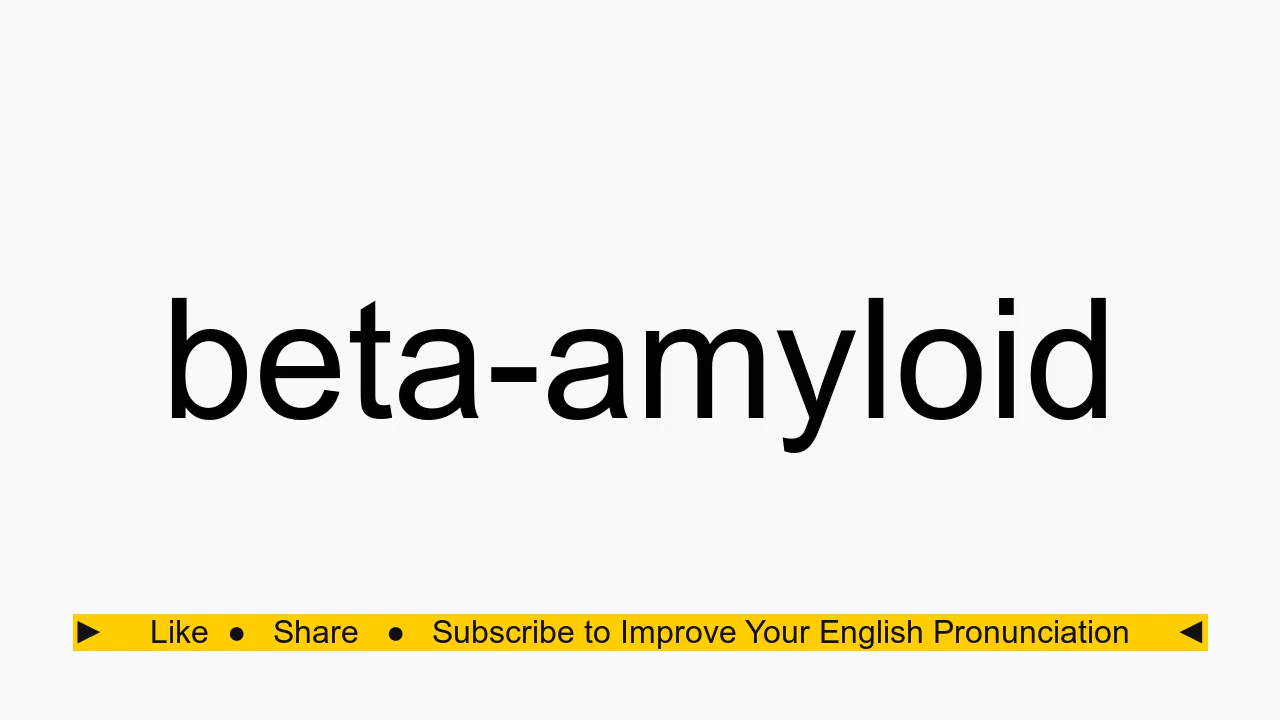 beta-amyloid
► Like ● Share ● Subscribe to Improve Your English Pronunciation ◄